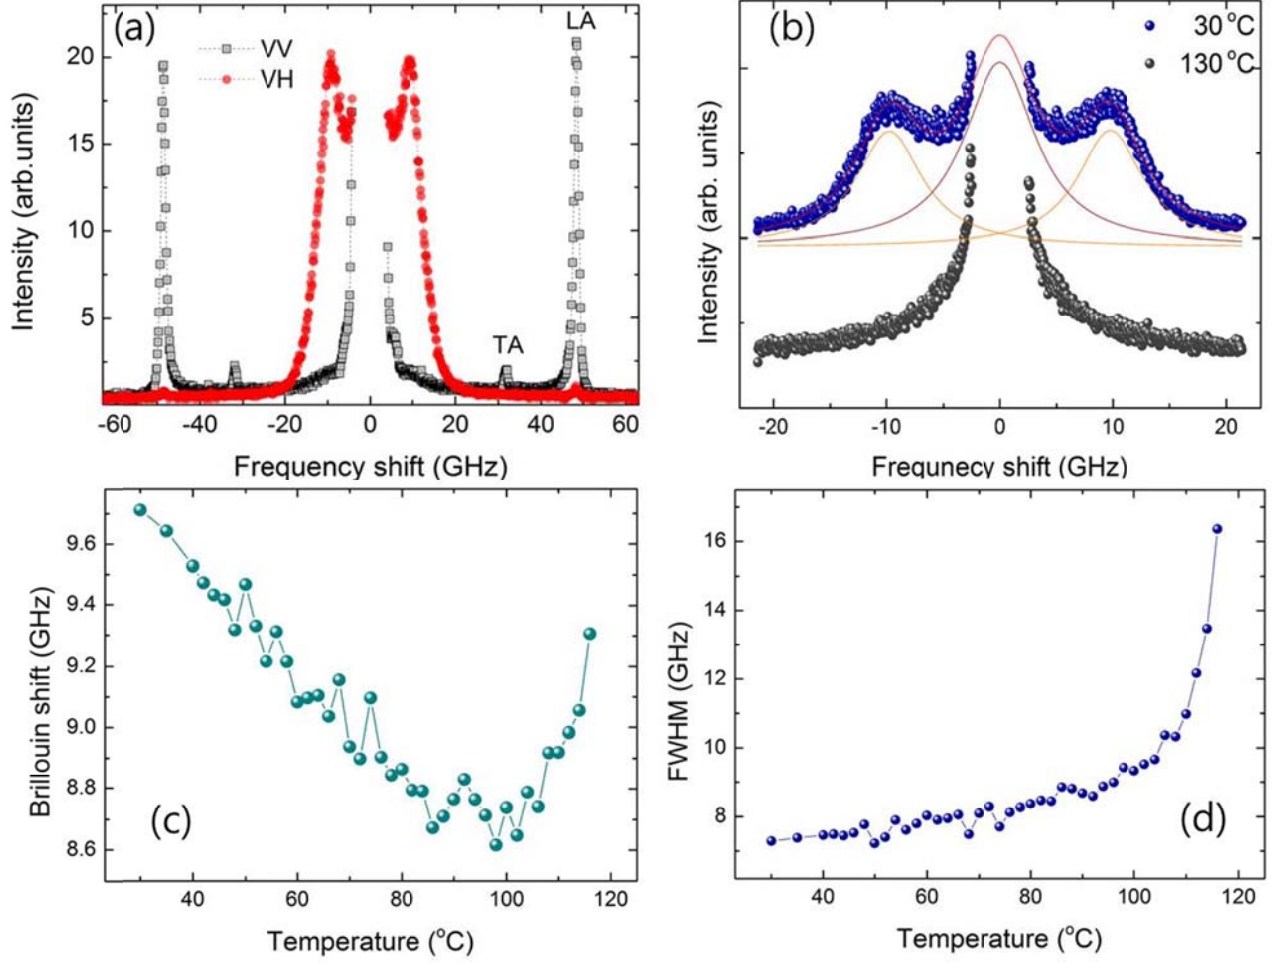 (a)
LA
VV
VH
TA
20
15
10
5
-60 -40 -20 0 20 40 60
Intensity (arb.units)
Frequency shift (GHz)
(b)
30 °C
130 °C
-20 -10 0 10 20
Intensity (arb. units)
Frequnecy shift (GHz)
9.6
9.4
9.2
9.0
8.8
8.6
Brillouin shift (GHz)
(c)
40 60 80 100 120
Temperature (°C)
16
14
12
10
8
FWHM (GHz)
(d)
40 60 80 100 120
Temperature (°C)